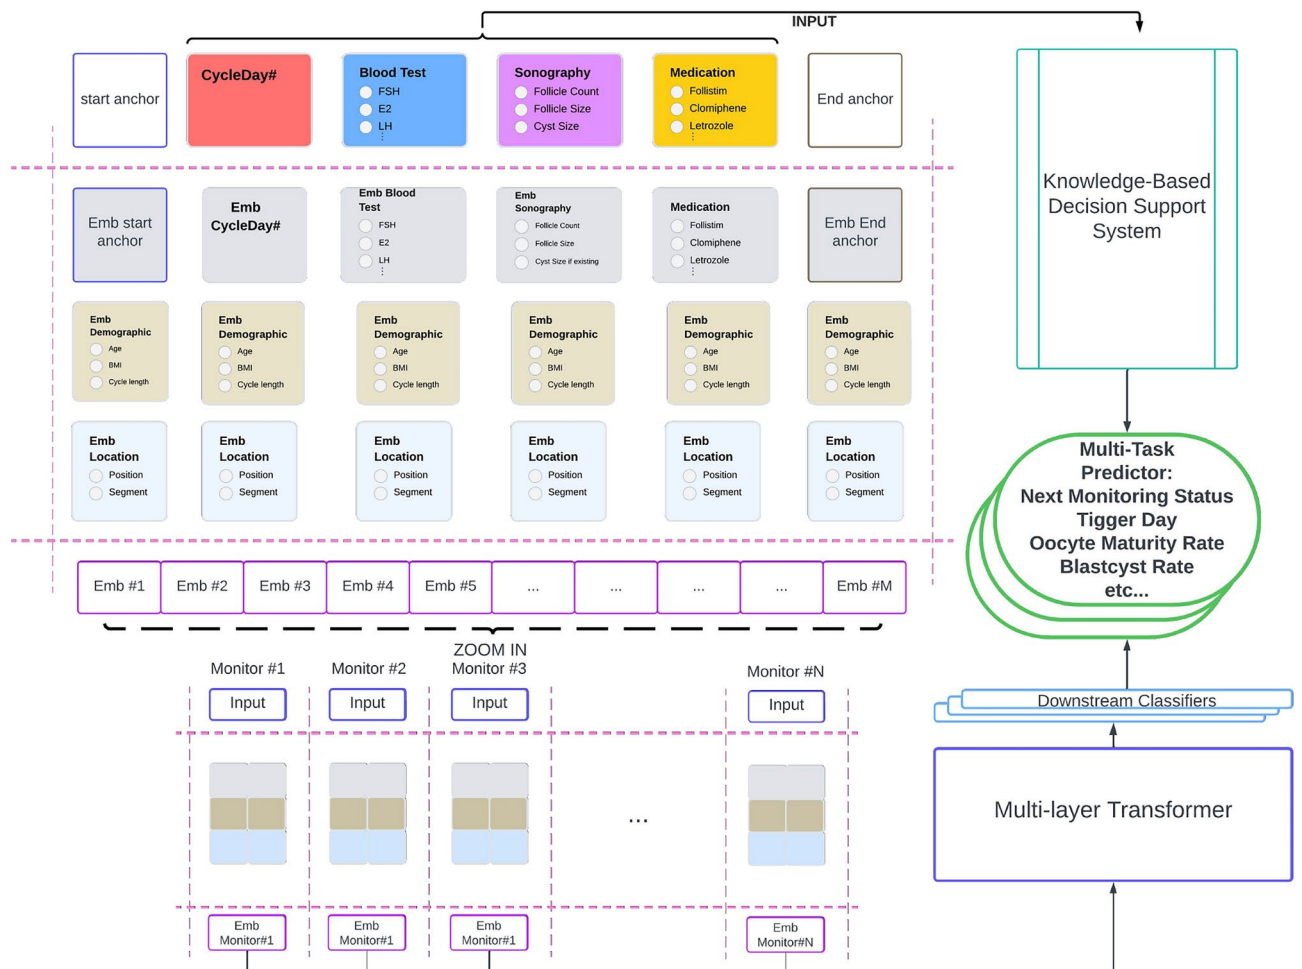 INPUT
start anchor
CycleDay#
Blood Test
FSH
E2
LH
⋮
Sonography
Follicle Count
Follicle Size
Cyst Size
Medication
Follistim
Clomiphene
Letrozole
⋮
End anchor
Emb start
anchor
Emb
CycleDay#
Emb Blood
Test
FSH
E2
LH
⋮
Emb
Sonography
Follicle Count
Follicle Size
Cyst Size if existing
Medication
Follistim
Clomiphene
Letrozole
⋮
Emb End
anchor
Emb
Demographic
Age
BMI
Cycle length
Emb
Demographic
Age
BMI
Cycle length
Emb
Demographic
Age
BMI
Cycle length
Emb
Demographic
Age
BMI
Cycle length
Emb
Demographic
Age
BMI
Cycle length
Emb
Demographic
Age
BMI
Cycle length
Emb
Location
Position
Segment
Emb
Location
Position
Segment
Emb
Location
Position
Segment
Emb
Location
Position
Segment
Emb
Location
Position
Segment
Emb
Location
Position
Segment
Emb #1
Emb #2
Emb #3
Emb #4
Emb #5
...
...
...
...
Emb #M
ZOOM IN
Monitor #1
Monitor #2
Monitor #3
Monitor #N
Input
Input
Input
Input
...
Emb
Monitor#1
Emb
Monitor#1
Emb
Monitor#1
Emb
Monitor#N
Knowledge-Based
Decision Support
System
Multi-Task
Predictor:
Next Monitoring Status
Tigger Day
Oocyte Maturity Rate
Blastcyst Rate
etc...
Downstream Classifiers
Multi-layer Transformer